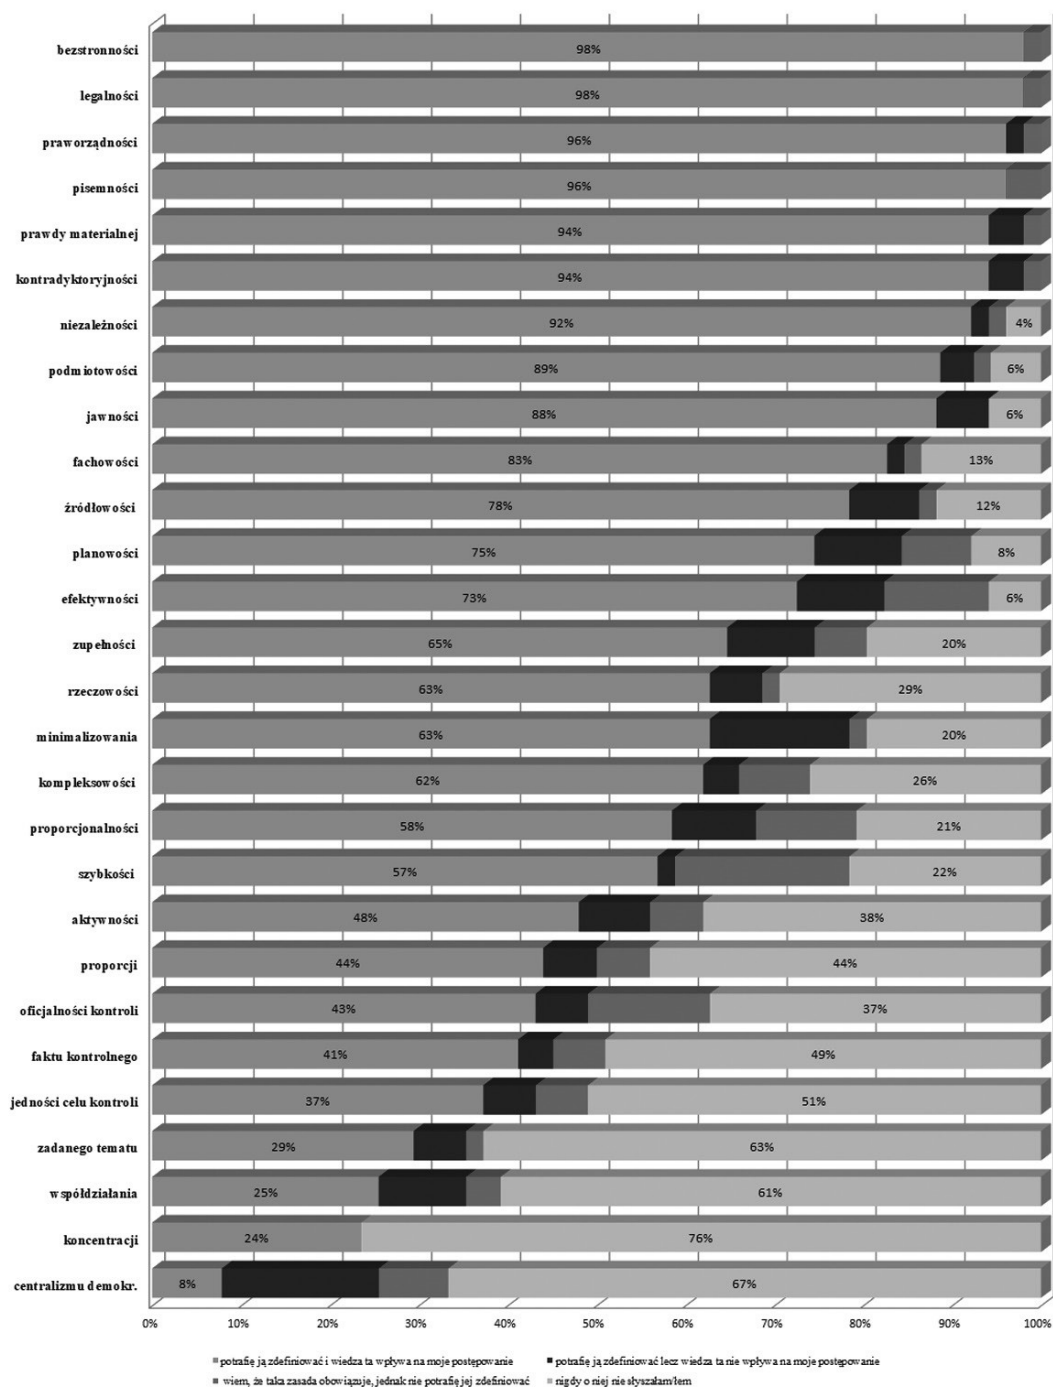 bezstronności 98%
legalności 98%
praworządności 96%
pisemności 96%
prawdy materialnej 94%
kontradyktoryjności 94%
niezależności 92% 4%
podmiotowości 89% 6%
jawności 88% 6%
fachowości 83% 13%
źródłowości 78% 12%
planowości 75% 8%
efektywności 73% 6%
zupełności 65% 20%
rzeczowości 63% 29%
minimalizowania 63% 20%
kompleksowości 62% 26%
proporcjonalności 58% 21%
szybkości 57% 22%
aktywności 48% 38%
proporcji 44% 44%
oficjalności kontroli 43% 37%
faktu kontrolnego 41% 49%
jedności celu kontroli 37% 51%
zadanego tematu 29% 63%
współdziałania 25% 61%
koncentracji 24% 76%
centralizmu demokr. 8% 67%
0% 10% 20% 30% 40% 50% 60% 70% 80% 90% 100%
potrafię ją zdefiniować i wiedza ta wpływa na moje postępowanie potrafię ją zdefiniować lecz wiedza ta nie wpływa na moje postępowanie
wiem, że taka zasada obowiązuje, jednak nie potrafię jej zdefiniować nigdy o niej nie słyszałam/łem